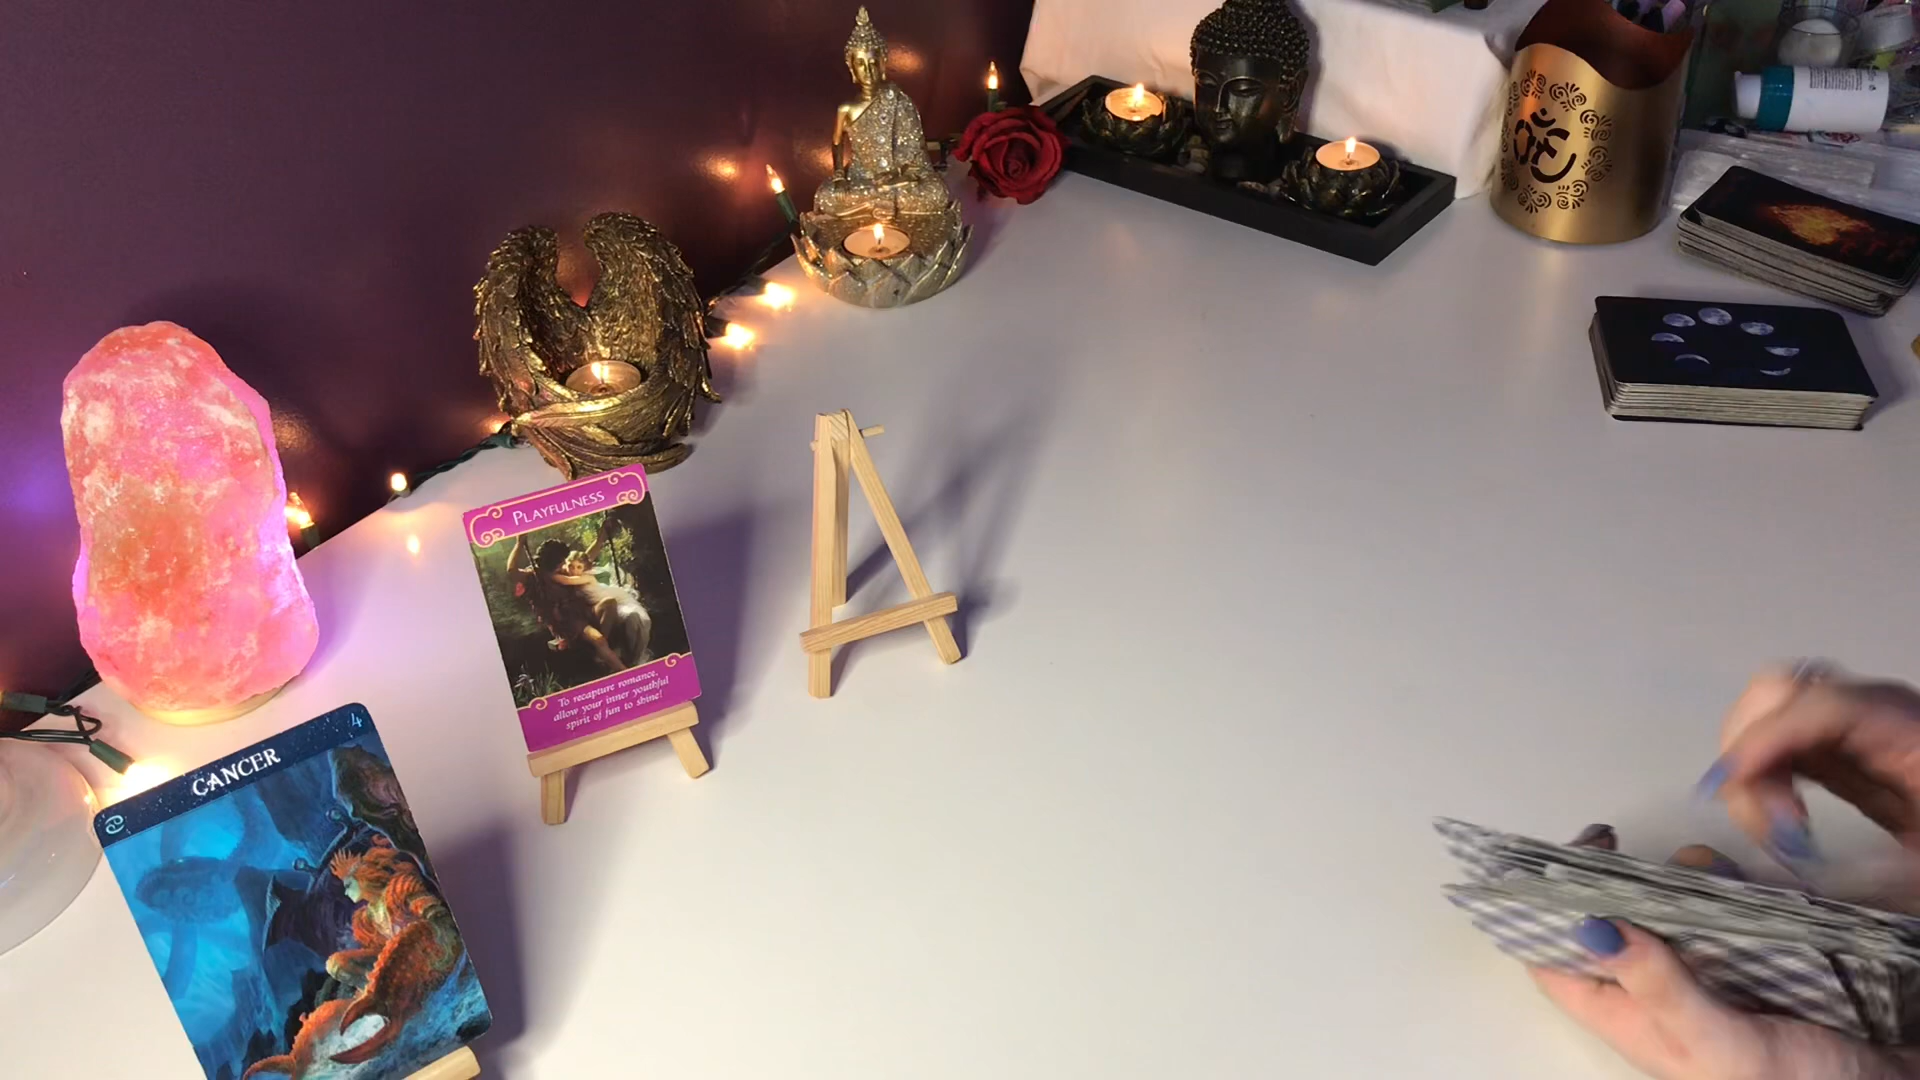 PLAYFULNESS
To recapture romance,
allow your inner youthful
spirit of fun to shine!
4
CANCER
♋
ॐ